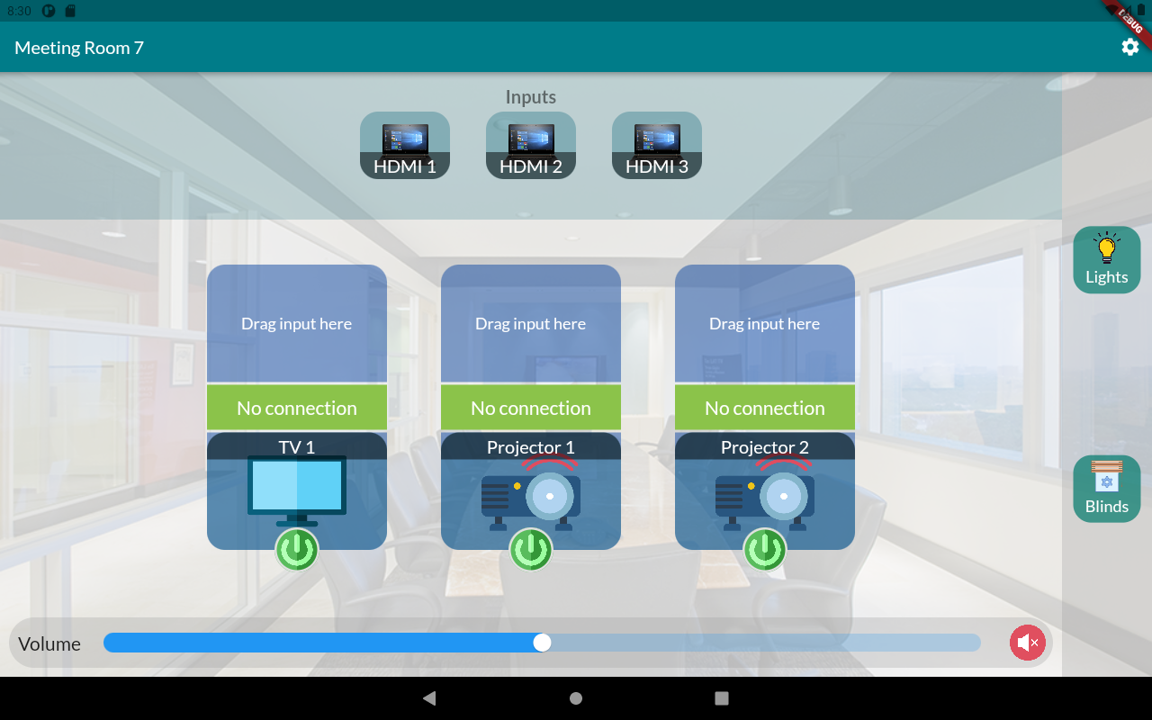 8:30
DEBUG
Meeting Room 7
Inputs
HDMI 1
HDMI 2
HDMI 3
Lights
Drag input here
Drag input here
Drag input here
No connection
No connection
No connection
TV 1
Projector 1
Projector 2
Blinds
Volume